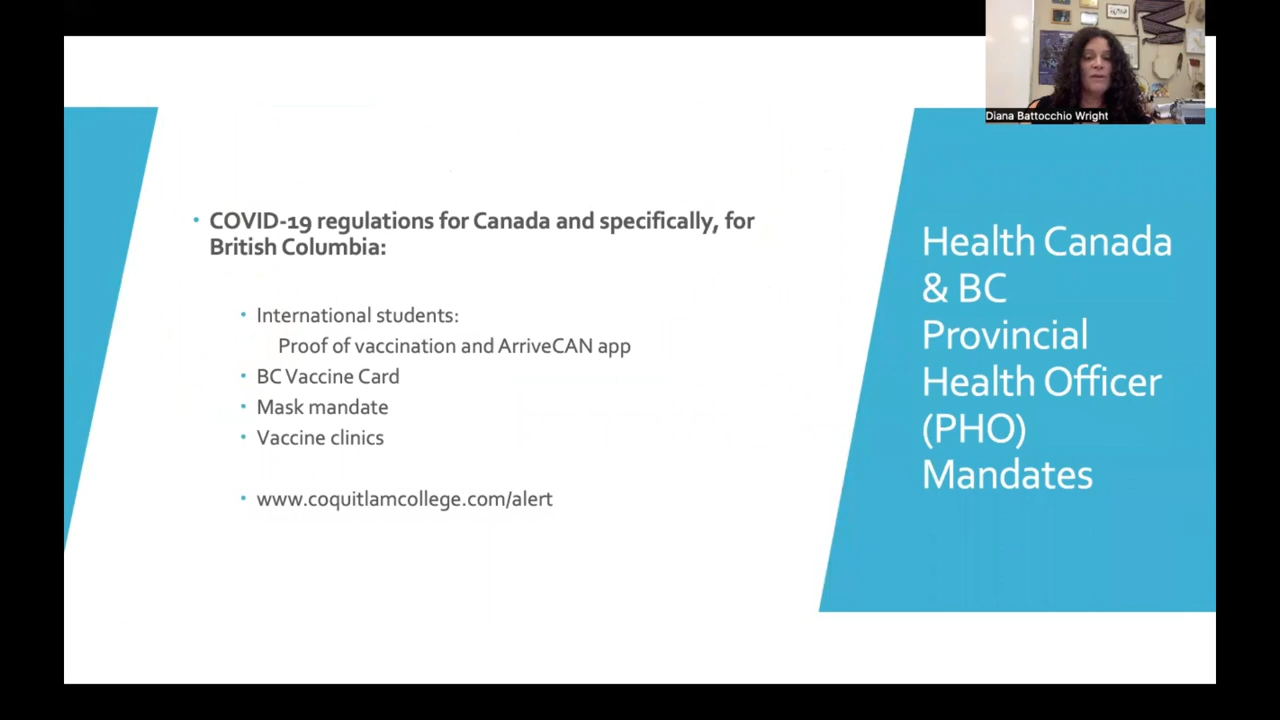 Diana Battocchio Wright
• COVID-19 regulations for Canada and specifically, for
British Columbia:
• International students:
Proof of vaccination and ArriveCAN app
• BC Vaccine Card
• Mask mandate
• Vaccine clinics
• www.coquitlamcollege.com/alert
Health Canada
& BC
Provincial
Health Officer
(PHO)
Mandates